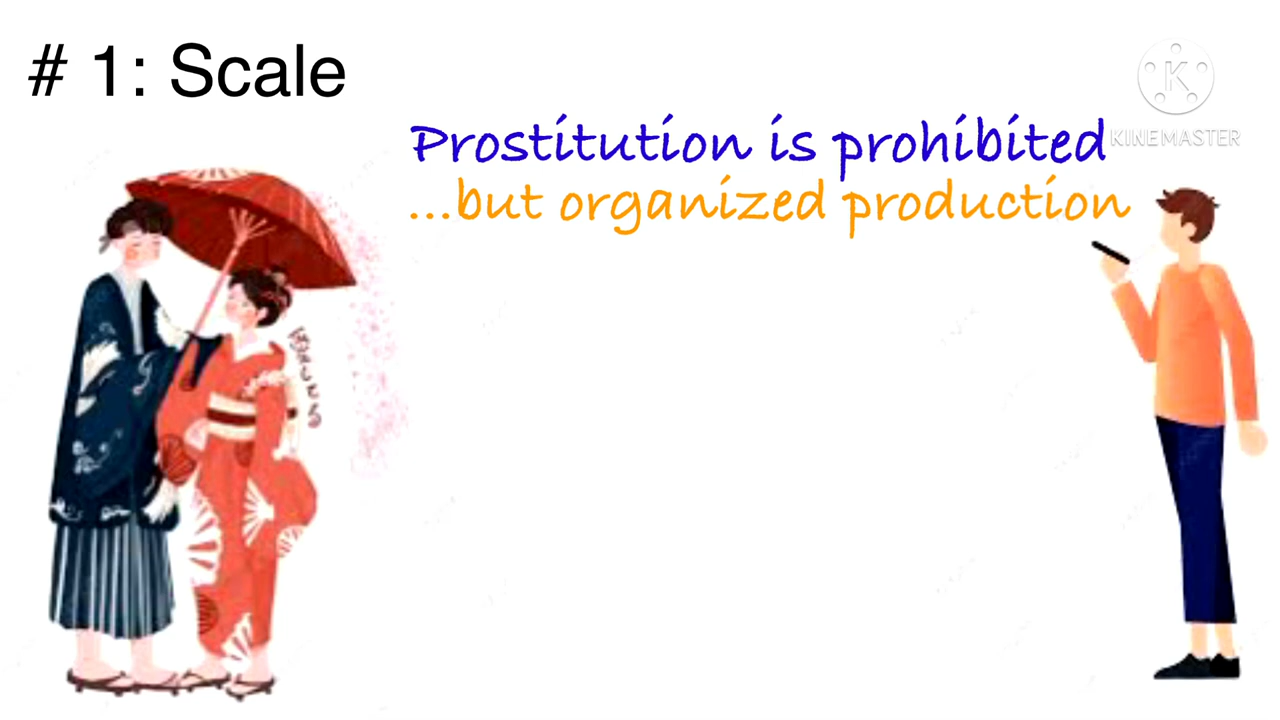 # 1: Scale
K
KINEMASTER
Prostitution is prohibited
...but organized production